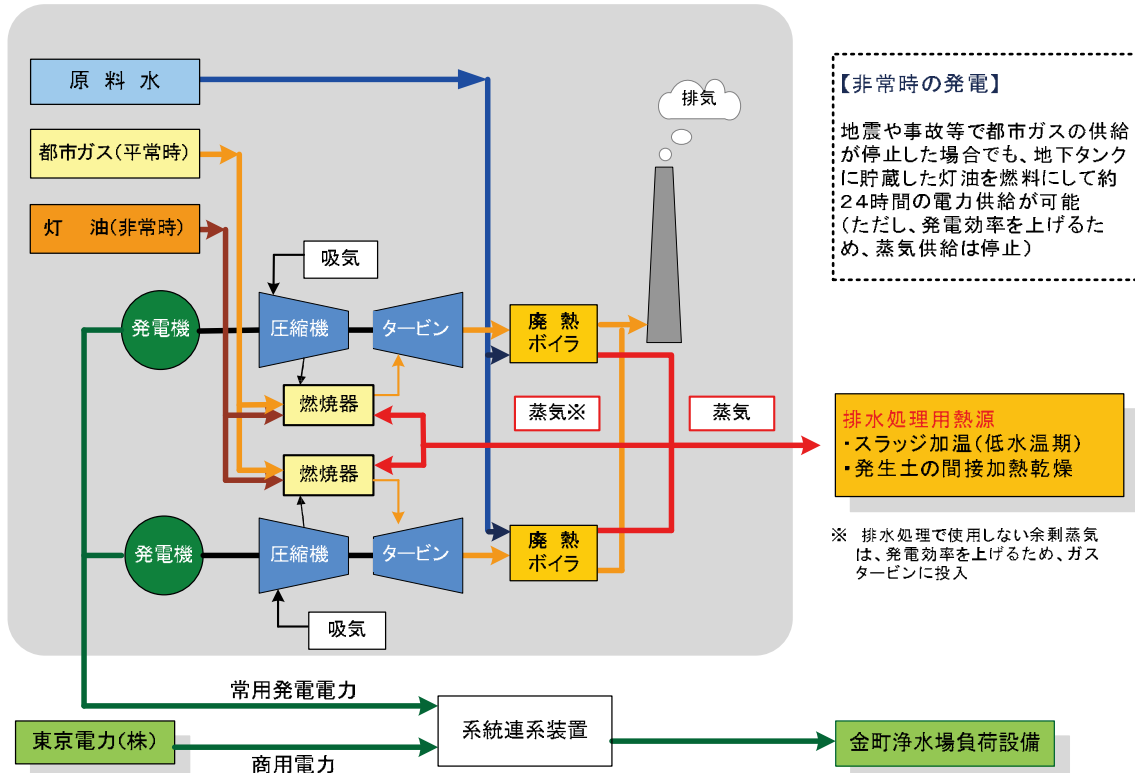 原料水
都市ガス(平常時)
灯 油(非常時)
排気
吸気
発電機
圧縮機
タービン
廃熱
ボイラ
燃焼器
蒸気※
蒸気
燃焼器
発電機
圧縮機
タービン
廃熱
ボイラ
吸気
【非常時の発電】
地震や事故等で都市ガスの供給
が停止した場合でも、地下タンク
に貯蔵した灯油を燃料にして約
24時間の電力供給が可能
(ただし、発電効率を上げるた
め、蒸気供給は停止)
排水処理用熱源
・スラッジ加温(低水温期)
・発生土の間接加熱乾燥
※ 排水処理で使用しない余剰蒸気
は、発電効率を上げるため、ガス
タービンに投入
常用発電電力
東京電力(株)
商用電力
系統連系装置
金町浄水場負荷設備